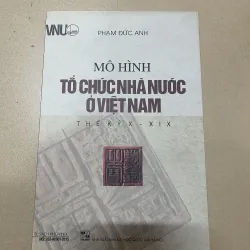 VNU
PHẠM ĐỨC ANH
MÔ HÌNH
TỔ CHỨC NHÀ NƯỚC
Ở VIỆT NAM
THẾ KỶ X - XIX